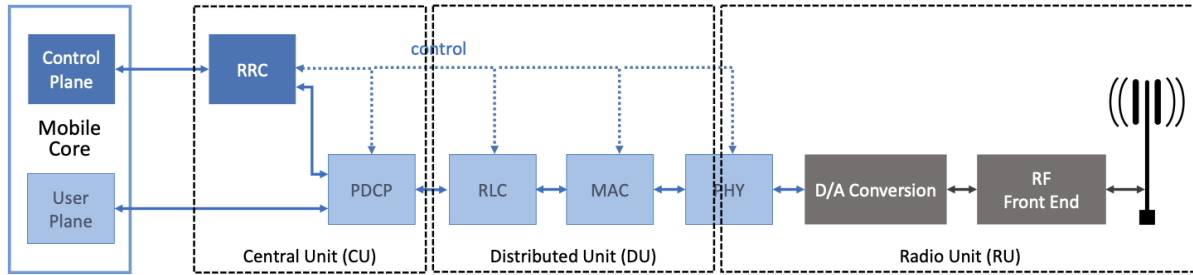 Control
Plane
Mobile
Core
User
Plane
RRC
control
PDCP
RLC
MAC
PHY
D/A Conversion
RF
Front End
Central Unit (CU)
Distributed Unit (DU)
Radio Unit (RU)